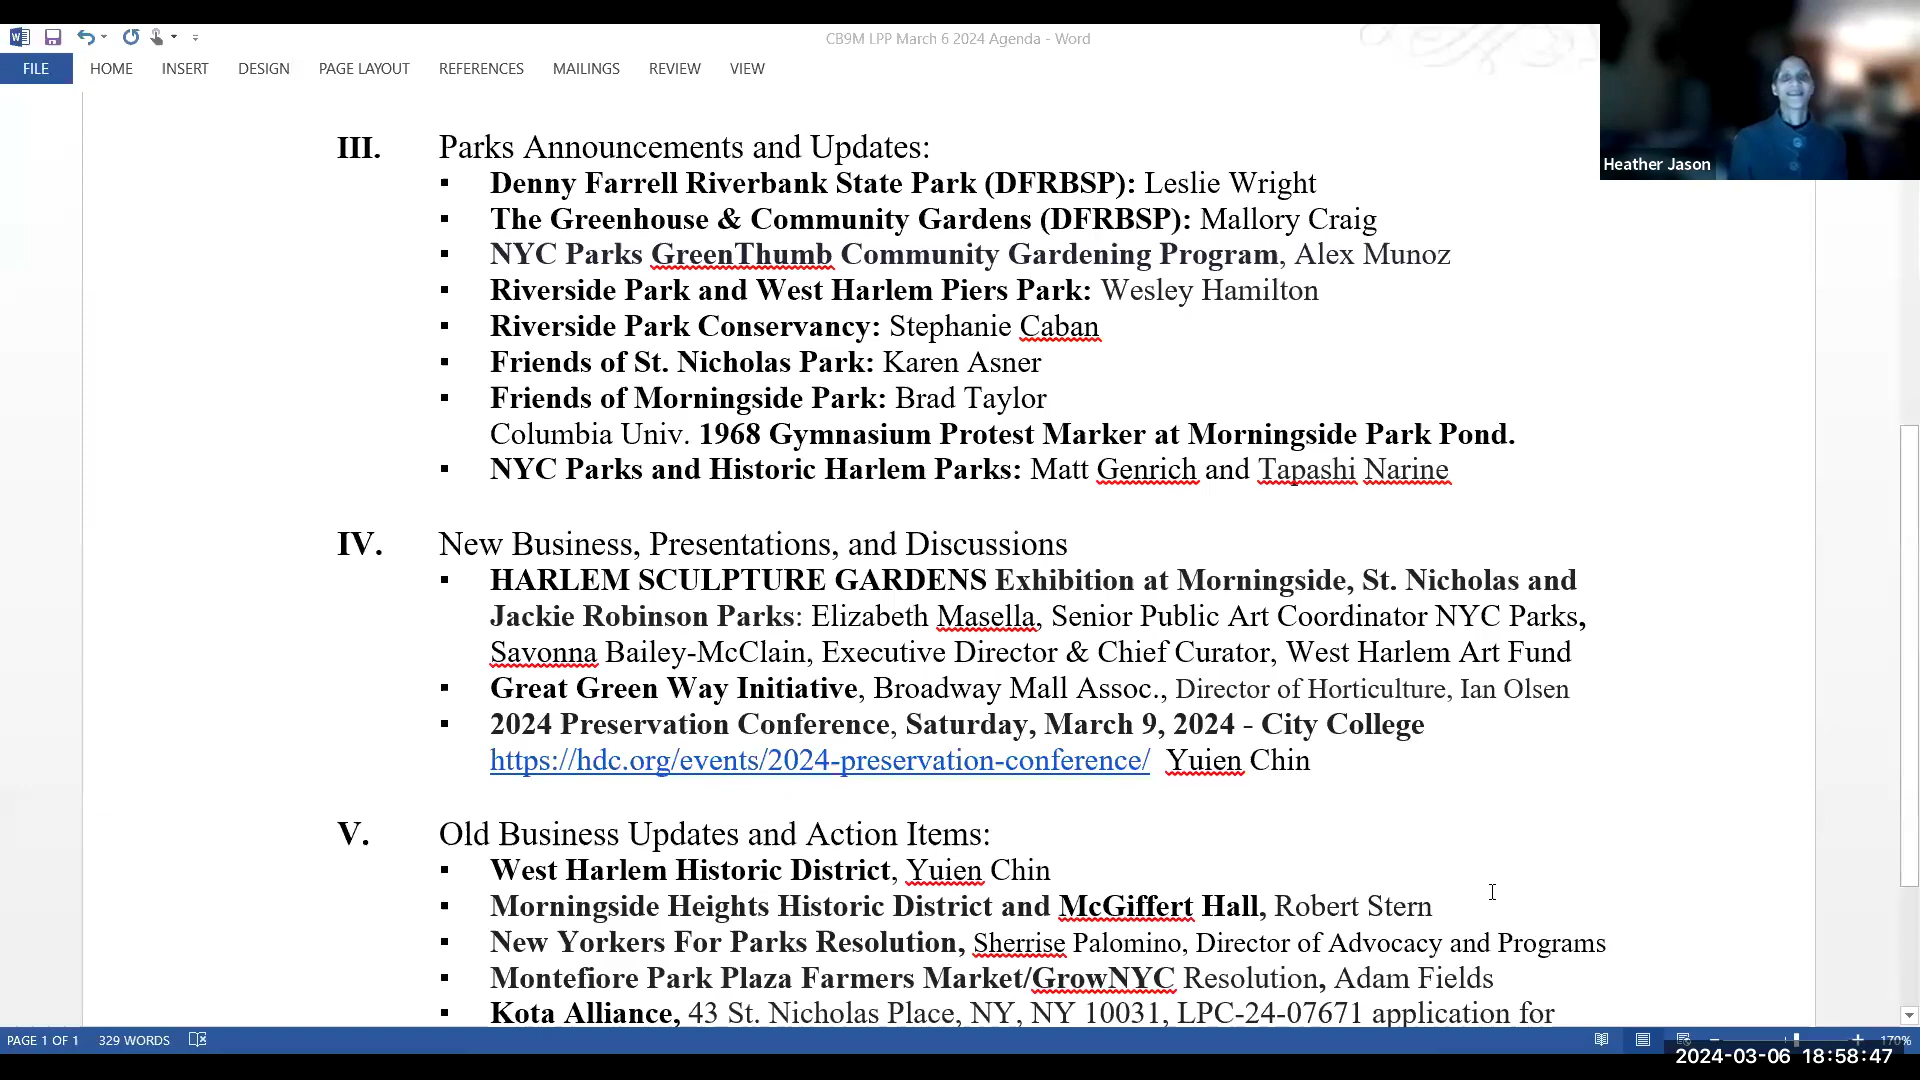 CB9M LPP March 6 2024 Agenda - Word
FILE HOME INSERT DESIGN PAGE LAYOUT REFERENCES MAILINGS REVIEW VIEW
Heather Jason
III. Parks Announcements and Updates:
▪ Denny Farrell Riverbank State Park (DFRBSP): Leslie Wright
▪ The Greenhouse & Community Gardens (DFRBSP): Mallory Craig
▪ NYC Parks GreenThumb Community Gardening Program, Alex Munoz
▪ Riverside Park and West Harlem Piers Park: Wesley Hamilton
▪ Riverside Park Conservancy: Stephanie Caban
▪ Friends of St. Nicholas Park: Karen Asner
▪ Friends of Morningside Park: Brad Taylor
Columbia Univ. 1968 Gymnasium Protest Marker at Morningside Park Pond.
▪ NYC Parks and Historic Harlem Parks: Matt Genrich and Tapashi Narine
IV. New Business, Presentations, and Discussions
▪ HARLEM SCULPTURE GARDENS Exhibition at Morningside, St. Nicholas and
Jackie Robinson Parks: Elizabeth Masella, Senior Public Art Coordinator NYC Parks,
Savonna Bailey-McClain, Executive Director & Chief Curator, West Harlem Art Fund
▪ Great Green Way Initiative, Broadway Mall Assoc., Director of Horticulture, Ian Olsen
▪ 2024 Preservation Conference, Saturday, March 9, 2024 - City College
https://hdc.org/events/2024-preservation-conference/ Yuien Chin
V. Old Business Updates and Action Items:
▪ West Harlem Historic District, Yuien Chin
▪ Morningside Heights Historic District and McGiffert Hall, Robert Stern
▪ New Yorkers For Parks Resolution, Sherrise Palomino, Director of Advocacy and Programs
▪ Montefiore Park Plaza Farmers Market/GrowNYC Resolution, Adam Fields
▪ Kota Alliance, 43 St. Nicholas Place, NY, NY 10031, LPC-24-07671 application for
PAGE 1 OF 1 329 WORDS 170%
2024-03-06 18:58:47